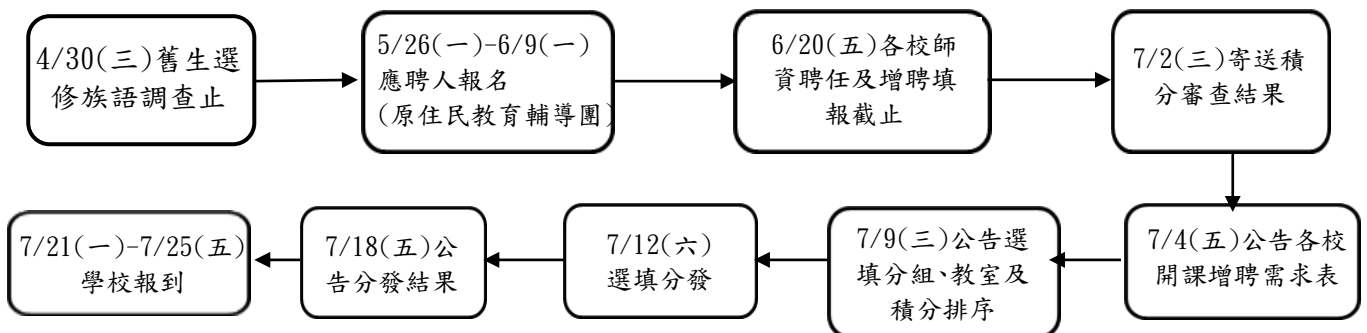 4/30(三)舊生選
修族語調查止
5/26(一)-6/9(一)
應聘人報名
(原住民教育輔導團)
6/20(五)各校師
資聘任及增聘填
報截止
7/2(三)寄送積
分審查結果
7/4(五)公告各校
開課增聘需求表
7/9(三)公告選
填分組、教室及
積分排序
7/12(六)
選填分發
7/18(五)公
告分發結果
7/21(一)-7/25(五)
學校報到